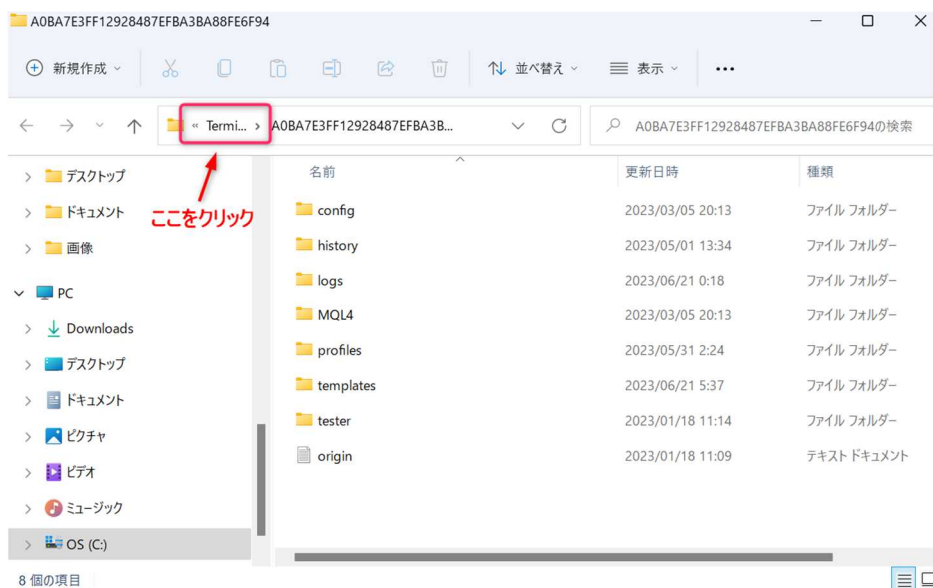 A0BA7E3FF12928487EFBA3BA88FE6F94
新規作成 並べ替え 表示 •••
« Termi... › A0BA7E3FF12928487EFBA3B... A0BA7E3FF12928487EFBA3BA88FE6F94の検索
ここをクリック
デスクトップ
ドキュメント
画像
PC
Downloads
デスクトップ
ドキュメント
ピクチャ
ビデオ
ミュージック
OS (C:)
名前 更新日時 種類
config 2023/03/05 20:13 ファイル フォルダー
history 2023/05/01 13:34 ファイル フォルダー
logs 2023/06/21 0:18 ファイル フォルダー
MQL4 2023/03/05 20:13 ファイル フォルダー
profiles 2023/05/31 2:24 ファイル フォルダー
templates 2023/06/21 5:37 ファイル フォルダー
tester 2023/01/18 11:14 ファイル フォルダー
origin 2023/01/18 11:09 テキスト ドキュメント
8 個の項目